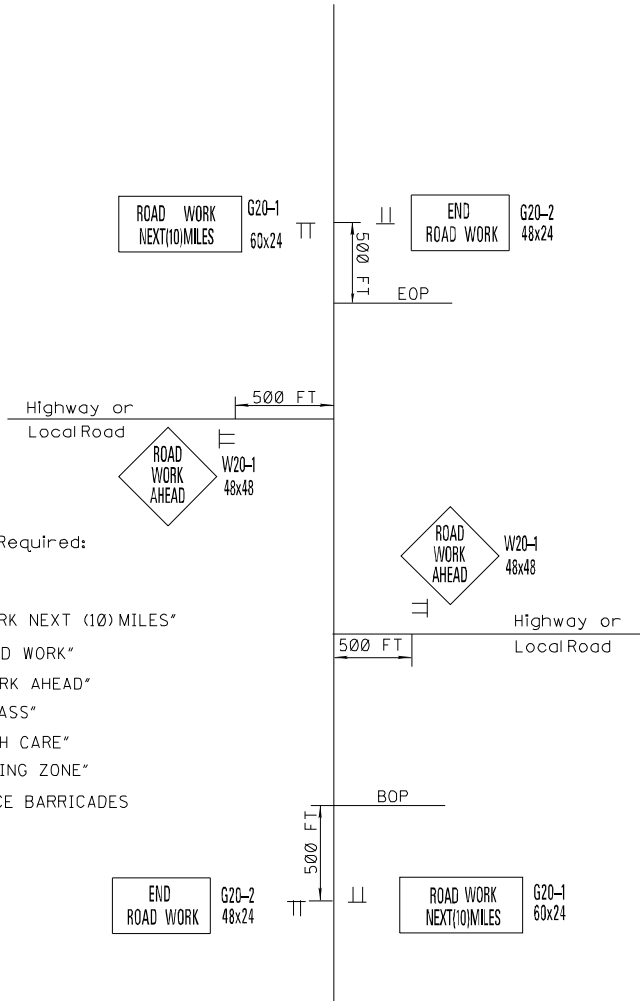 ROAD WORK
NEXT(10)MILES
G20-1
60x24
END
ROAD WORK
G20-2
48x24
500 FT
EOP
500 FT
Highway or
Local Road
ROAD
WORK
AHEAD
W20-1
48x48
ROAD
WORK
AHEAD
W20-1
48x48
Required:
RK NEXT (10) MILES"
D WORK"
RK AHEAD"
ASS"
H CARE"
ING ZONE"
CE BARRICADES
500 FT
Highway or
Local Road
BOP
500 FT
END
ROAD WORK
G20-2
48x24
ROAD WORK
NEXT(10)MILES
G20-1
60x24